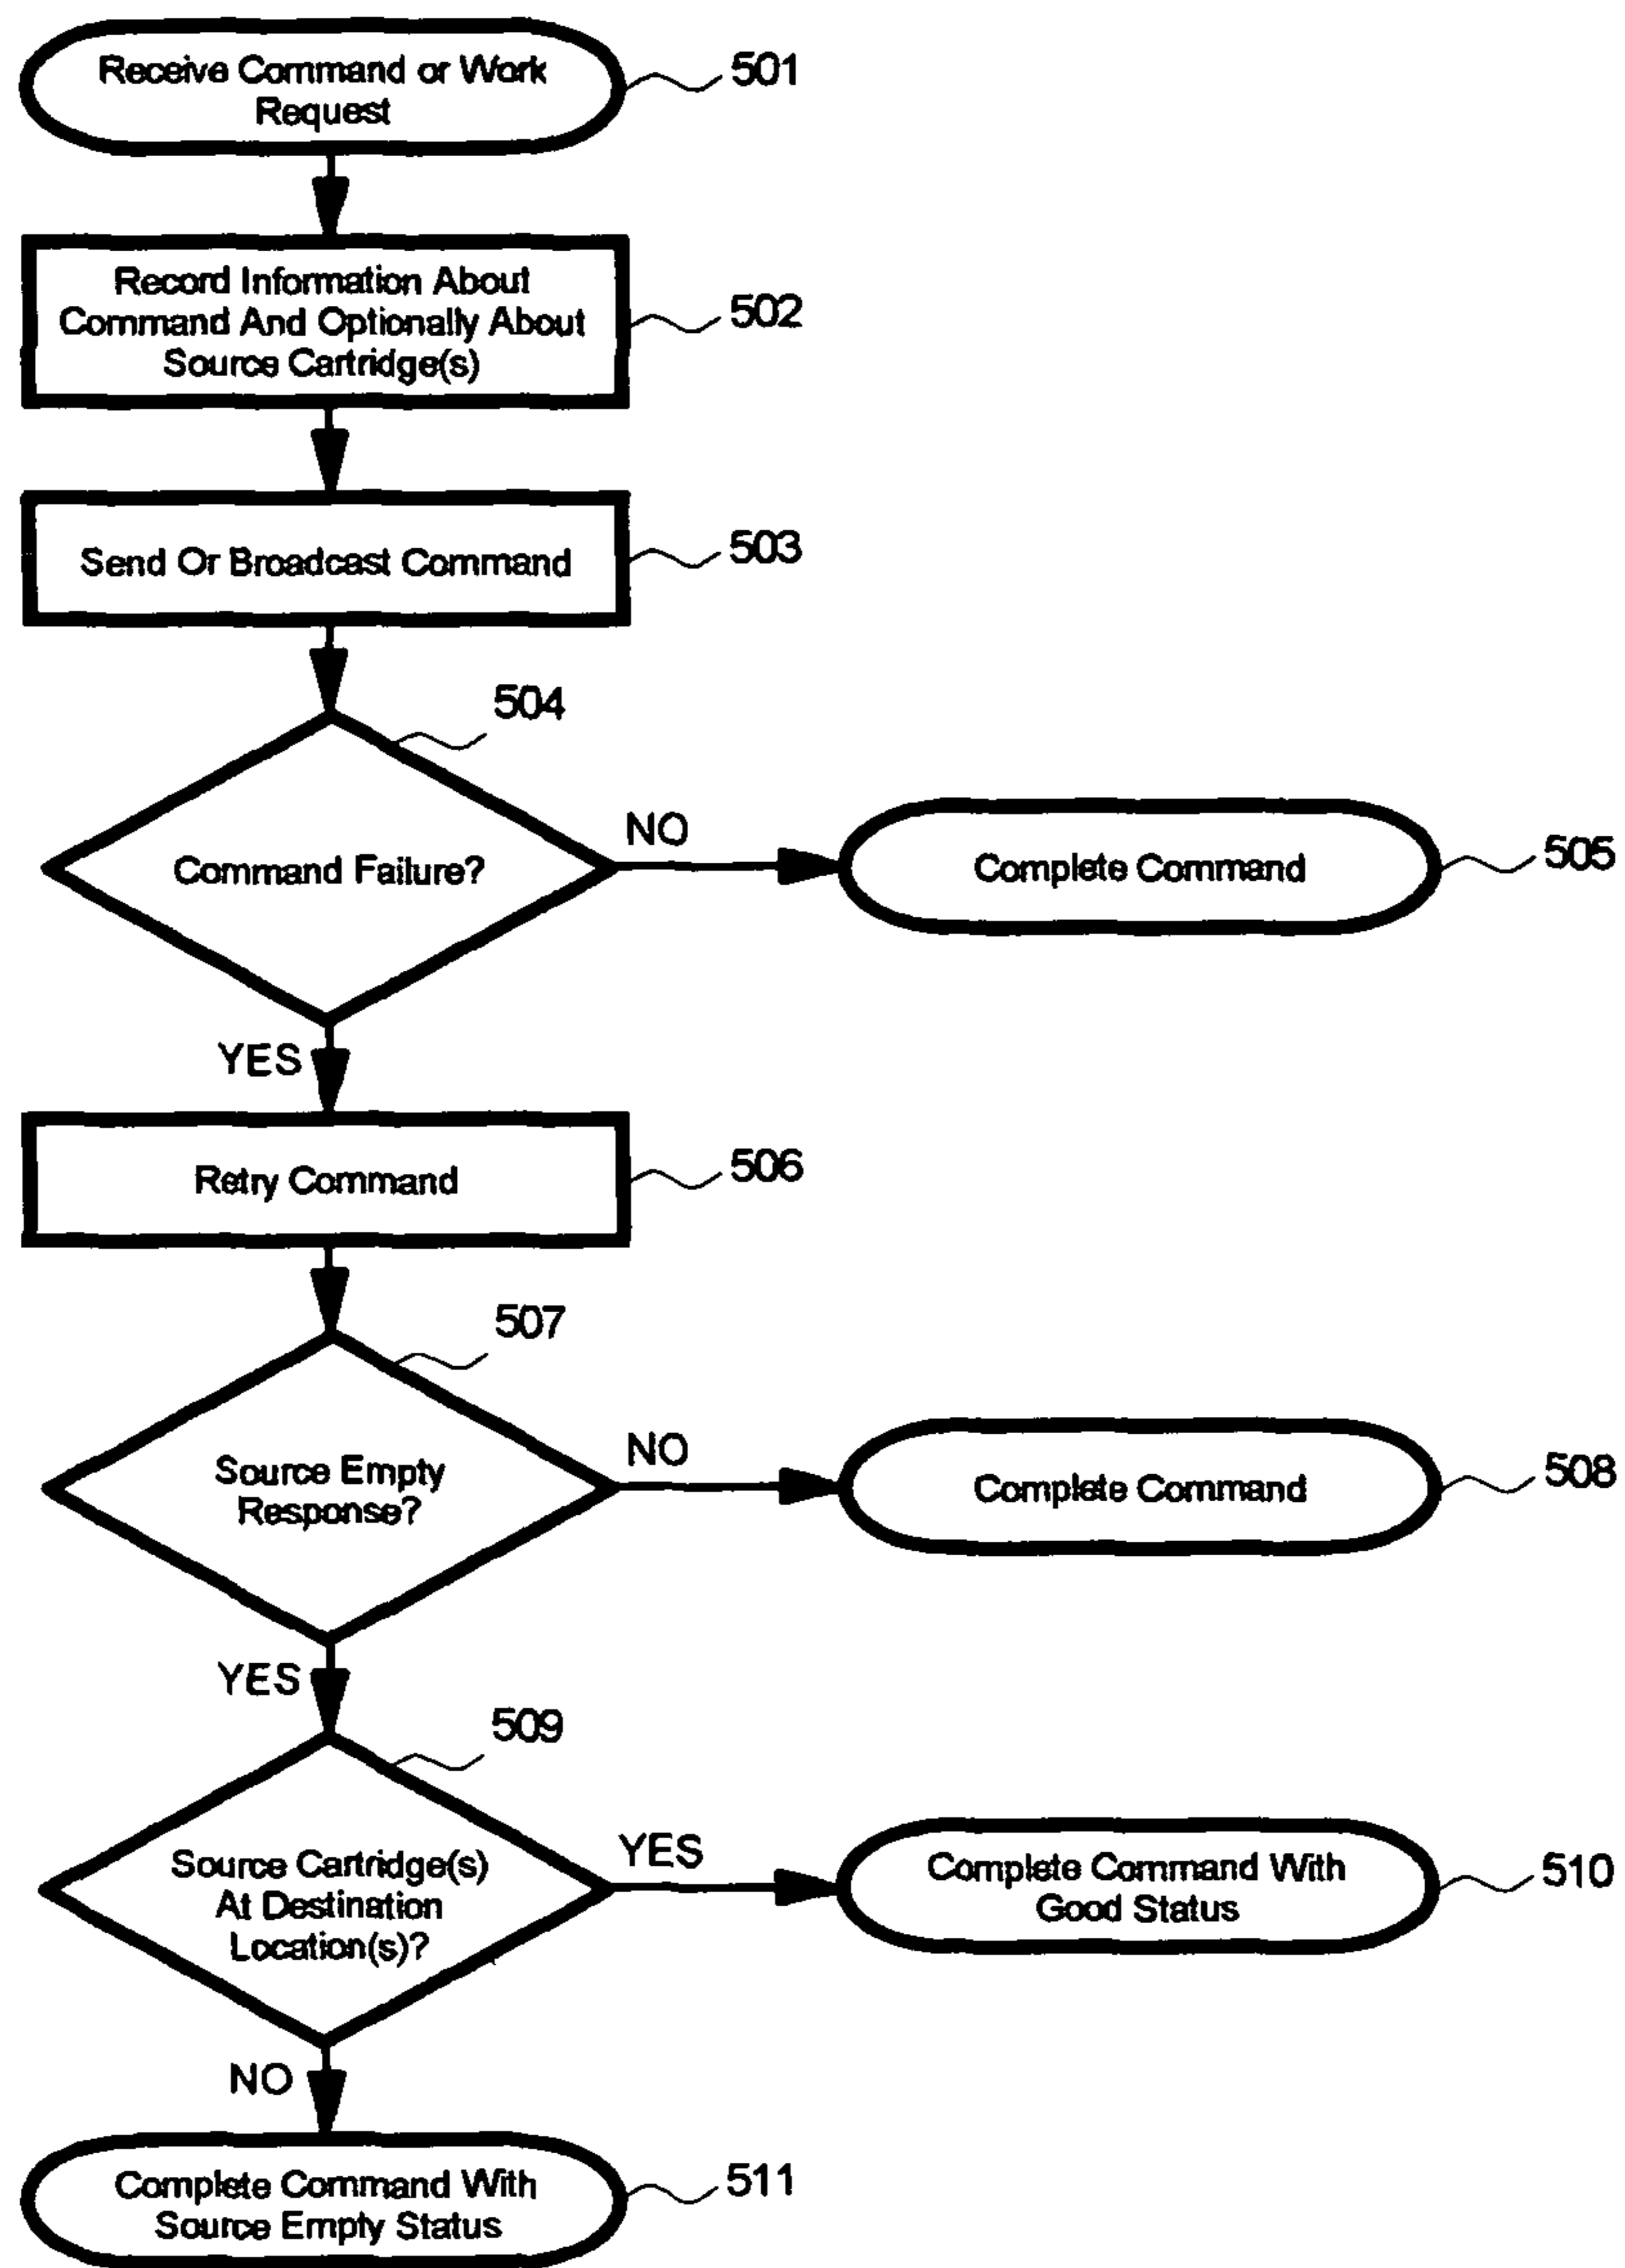 Receive Command or Work
Request
501
Record Information About
Command And Optionally About
Source Cartridge(s)
502
Send Or Broadcast Command
503
504
Command Failure?
NO
Complete Command
505
YES
Retry Command
506
507
Source Empty
Response?
NO
Complete Command
508
YES
509
Source Cartridge(s)
At Destination
Location(s)?
YES
Complete Command With
Good Status
510
NO
Complete Command With
Source Empty Status
511